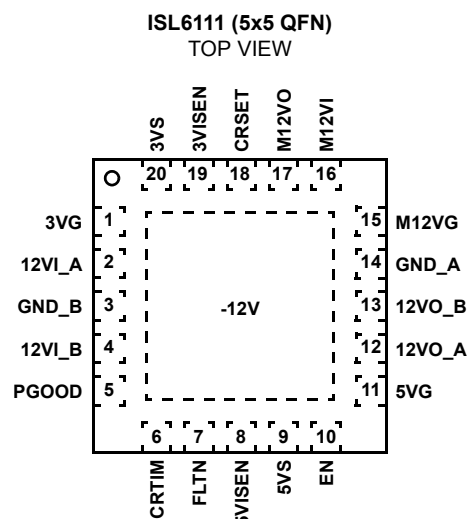 ISL6111 (5x5 QFN)
TOP VIEW
3VS
3VISEN
CRSET
M12VO
M12VI
20 19 18 17 16
3VG 1
12VI_A 2
GND_B 3
12VI_B 4
PGOOD 5
-12V
15 M12VG
14 GND_A
13 12VO_B
12 12VO_A
11 5VG
6 7 8 9 10
CRTIM
FLTN
5VISEN
5VS
EN